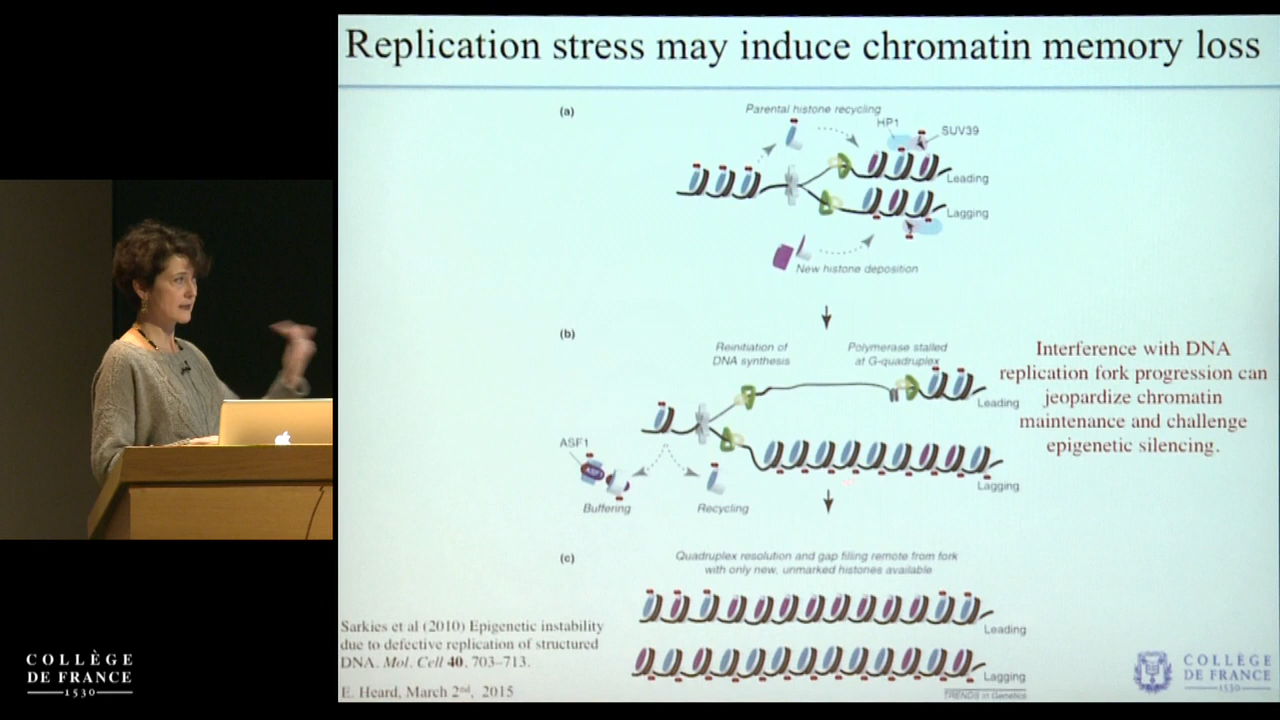 Replication stress may induce chromatin memory loss
(a)
Parental histone recycling
HP1
SUV39
Leading
Lagging
New histone deposition
(b)
Reinitiation of
DNA synthesis
Polymerase stalled
at G-quadruplex
Leading
ASF1
ASF1
Buffering
Recycling
Lagging
Interference with DNA
replication fork progression can
jeopardize chromatin
maintenance and challenge
epigenetic silencing.
(c)
Quadruplex resolution and gap filling remote from fork
with only new, unmarked histones available
Leading
Lagging
TRENDS in Genetics
Sarkies et al (2010) Epigenetic instability
due to defective replication of structured
DNA. Mol. Cell 40, 703–713.
E. Heard, March 2nd, 2015
COLLÈGE
DE FRANCE
1530
COLLÈGE
DE FRANCE
1530